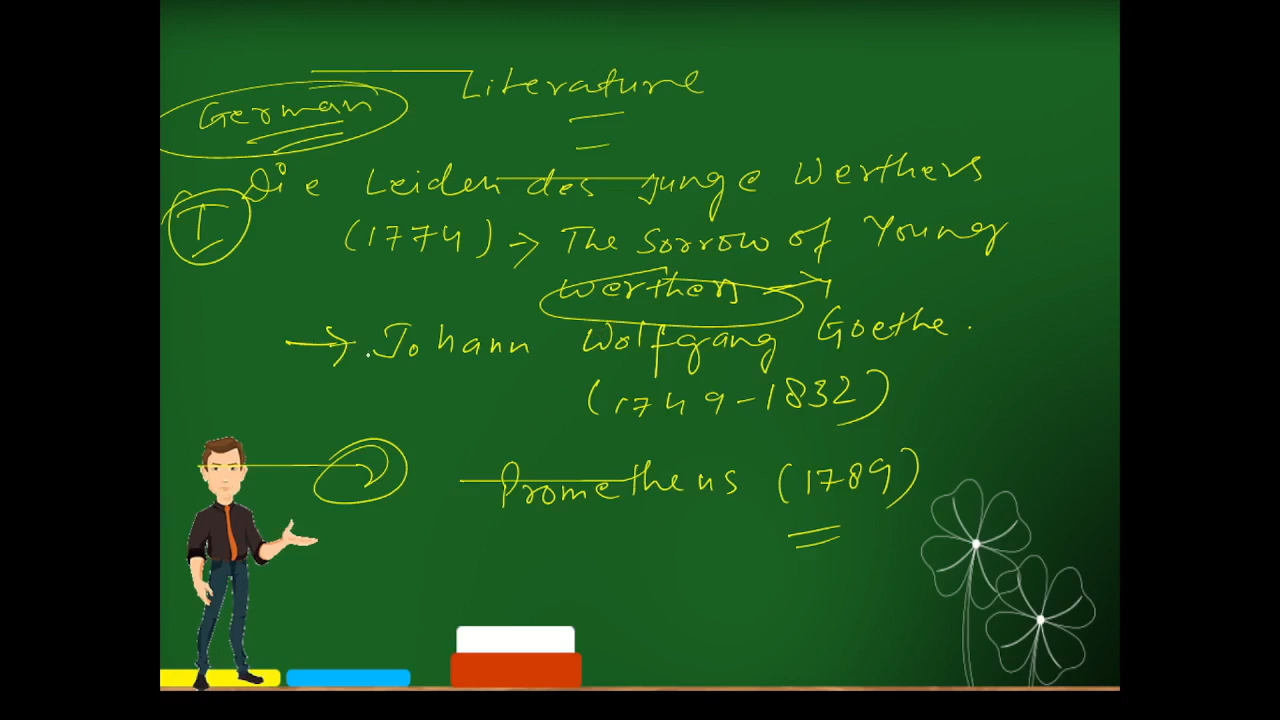 German Literature
I Die Leiden des junge Werthers
(1774) → The Sorrow of Young
Werthers →
→ Johann Wolfgang Goethe.
(1749-1832)
2 Prometheus (1789)